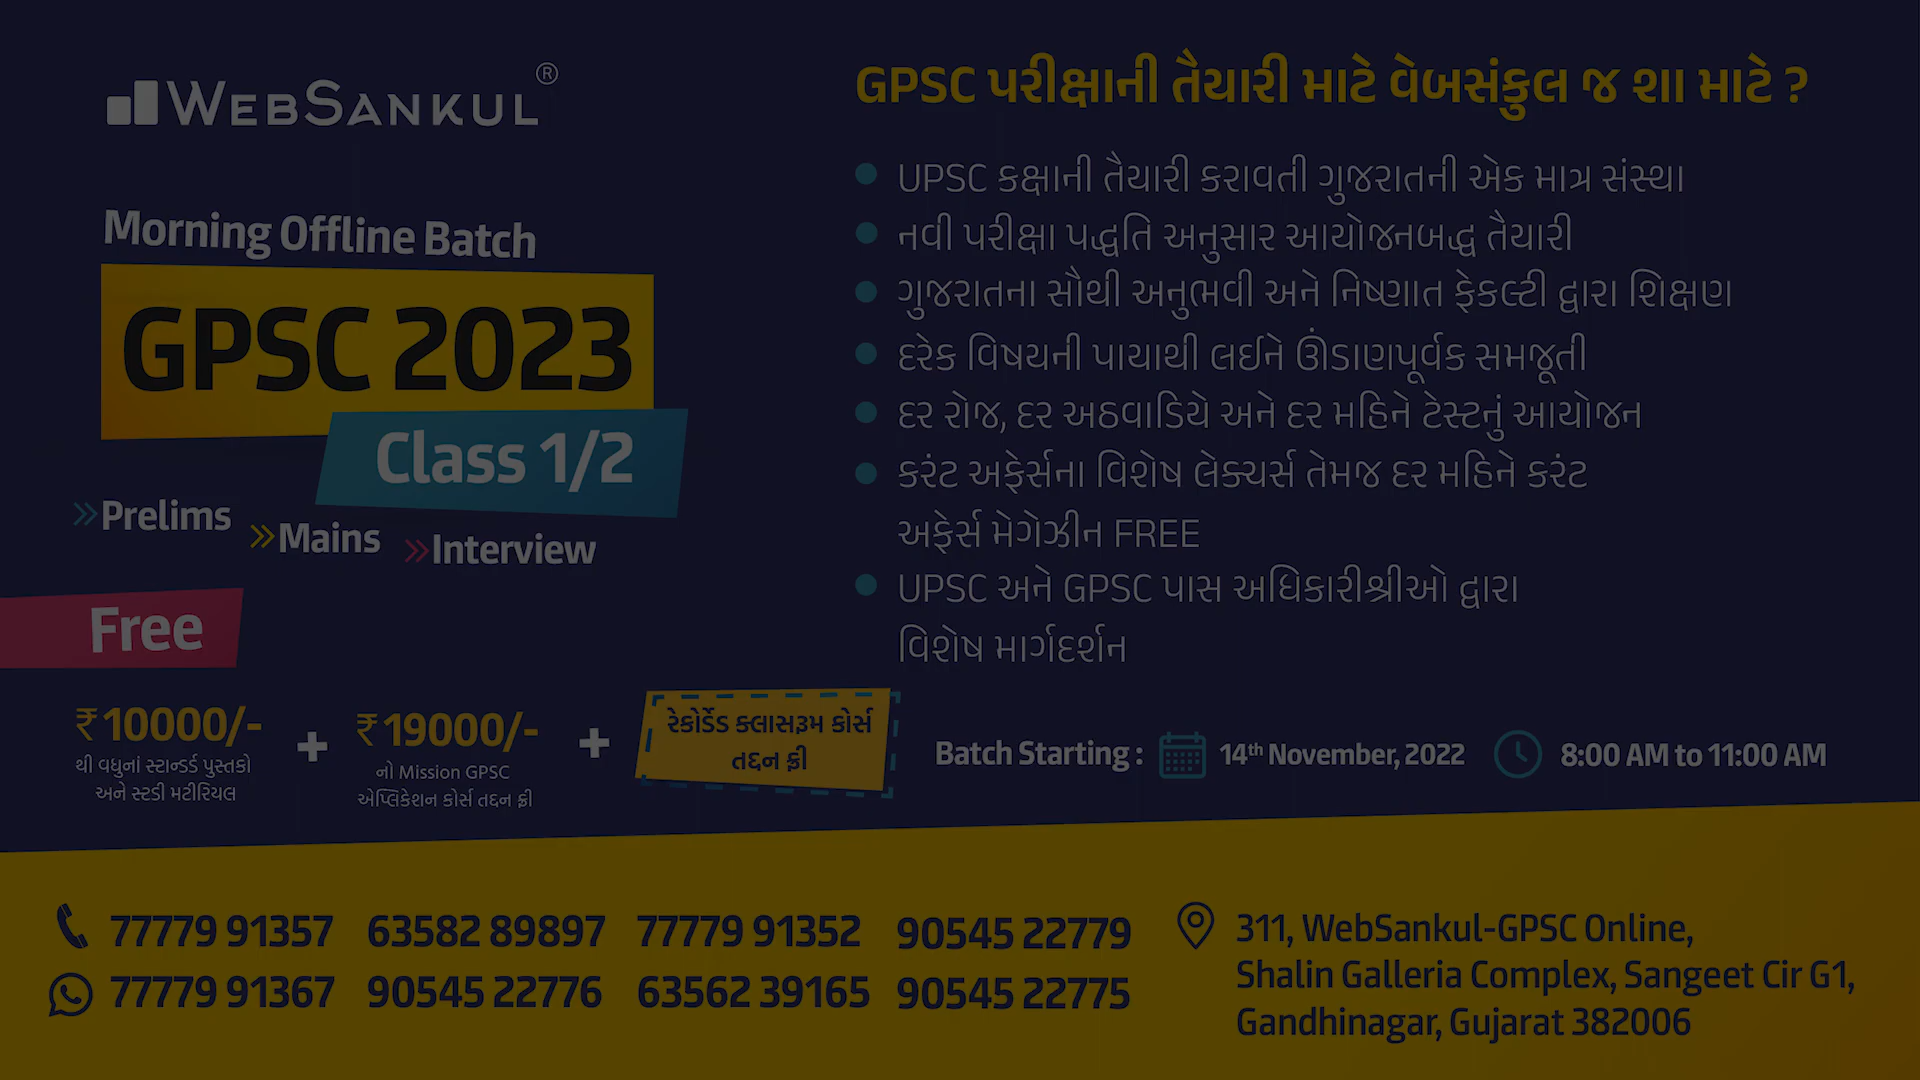 WEBSANKUL®
Morning Offline Batch
GPSC 2023
Class 1/2
Prelims
Mains
Interview
Free
₹10000/-
થી વધુનાં સ્ટાન્ડર્ડ પુસ્તકો
અને સ્ટડી મટીરિયલ
+
₹19000/-
નો Mission GPSC
એપ્લિકેશન કોર્સ તદ્દન ફ્રી
+
રેકોર્ડેડ ક્લાસરૂમ કોર્સ
તદ્દન ફ્રી
GPSC પરીક્ષાની તૈયારી માટે વેબસંકુલ જ શા માટે ?
UPSC કક્ષાની તૈયારી કરાવતી ગુજરાતની એક માત્ર સંસ્થા
નવી પરીક્ષા પદ્ધતિ અનુસાર આયોજનબદ્ધ તૈયારી
ગુજરાતના સૌથી અનુભવી અને નિષ્ણાત ફેકલ્ટી દ્વારા શિક્ષણ
દરેક વિષયની પાયાથી લઈને ઊંડાણપૂર્વક સમજૂતી
દર રોજ, દર અઠવાડિયે અને દર મહિને ટેસ્ટનું આયોજન
કરંટ અફેર્સના વિશેષ લેક્ચર્સ તેમજ દર મહિને કરંટ
અફેર્સ મેગેઝીન FREE
UPSC અને GPSC પાસ અધિકારીશ્રીઓ દ્વારા
વિશેષ માર્ગદર્શન
Batch Starting : 14th November, 2022 8:00 AM to 11:00 AM
77779 91357 63582 89897 77779 91352 90545 22779
77779 91367 90545 22776 63562 39165 90545 22775
311, WebSankul-GPSC Online,
Shalin Galleria Complex, Sangeet Cir G1,
Gandhinagar, Gujarat 382006